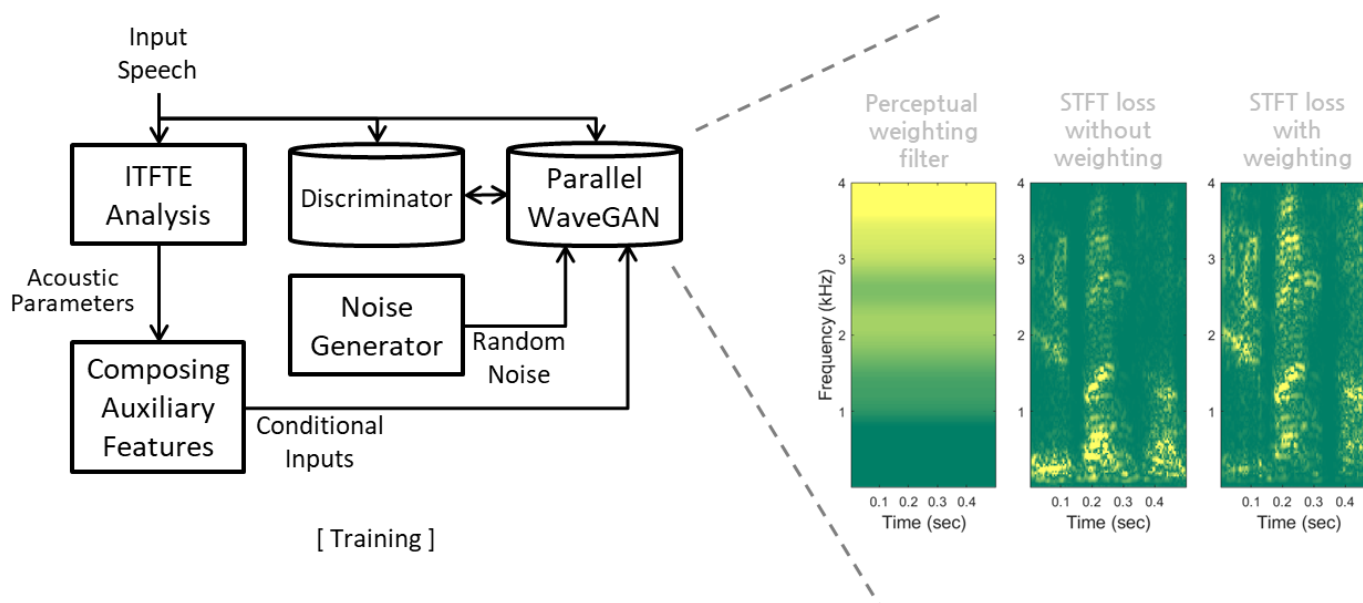 Input
Speech
ITFTE
Analysis
Discriminator
Parallel
WaveGAN
Acoustic
Parameters
Noise
Generator
Random
Noise
Composing
Auxiliary
Features
Conditional
Inputs
[ Training ]
Perceptual
weighting
filter
STFT loss
without
weighting
STFT loss
with
weighting
Frequency (kHz)
4
3
2
1
0.1 0.2 0.3 0.4
Time (sec)
4
3
2
1
0.1 0.2 0.3 0.4
Time (sec)
4
3
2
1
0.1 0.2 0.3 0.4
Time (sec)